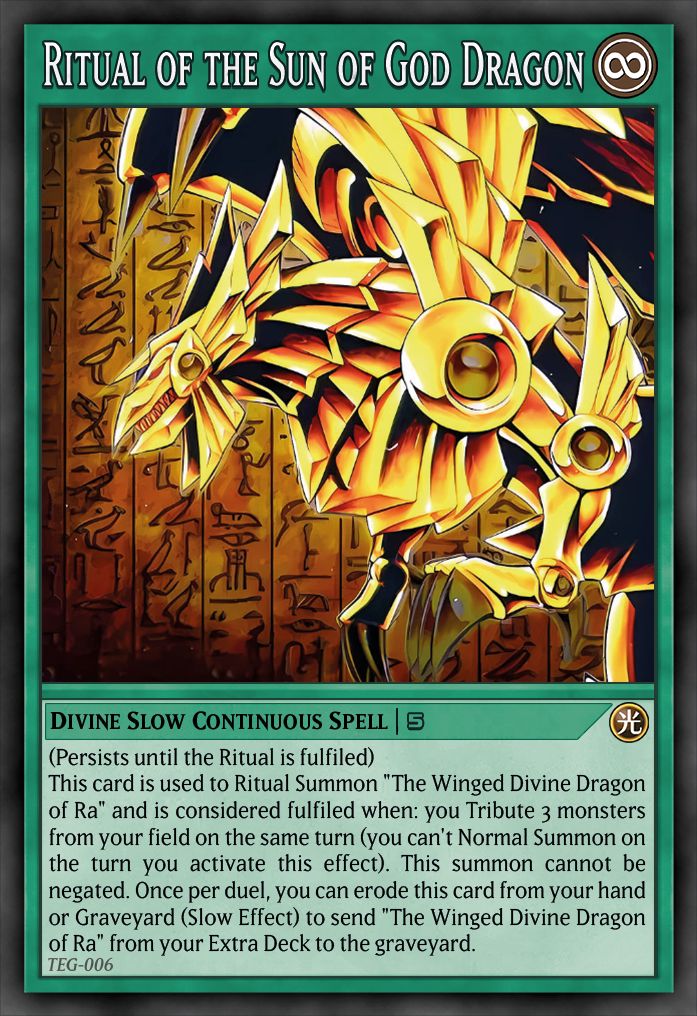 Ritual of the Sun of God Dragon
Divine Slow Continuous Spell | 5
光
(Persists until the Ritual is fulfilled)
This card is used to Ritual Summon "The Winged Divine Dragon
of Ra" and is considered fulfilled when: you Tribute 3 monsters
from your field on the same turn (you can't Normal Summon on
the turn you activate this effect). This summon cannot be
negated. Once per duel, you can erode this card from your hand
or Graveyard (Slow Effect) to send "The Winged Divine Dragon
of Ra" from your Extra Deck to the graveyard.
TEG-006